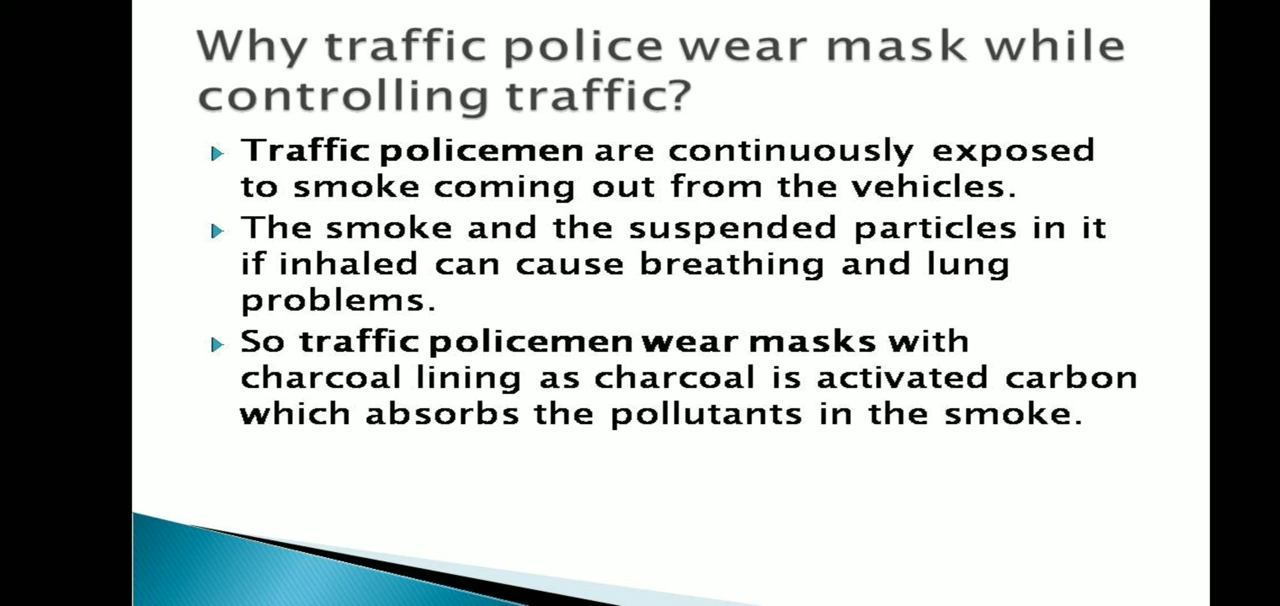 Why traffic police wear mask while
controlling traffic?
Traffic policemen are continuously exposed
to smoke coming out from the vehicles.
The smoke and the suspended particles in it
if inhaled can cause breathing and lung
problems.
So traffic policemen wear masks with
charcoal lining as charcoal is activated carbon
which absorbs the pollutants in the smoke.